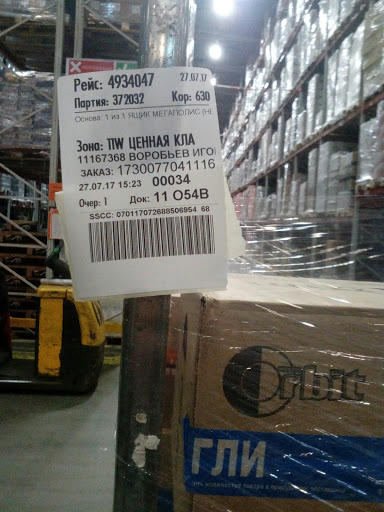 Рейс: 4934047 27.07.17
Партия: 372032 Кор: 630
Основа: 1 из 1 ЯЩИК МЕГАПОЛИС (Н(
Зона: ПW ЦЕННАЯ КЛА
11167368 ВОРОБЬЕВ ИГО
ЗАКАЗ: 1730077041116
27.07.17 15:23 00034
Очер: 1 Док: 11 О54В
SSCC: 070117072688506954 68
Orbit
ГЛИ